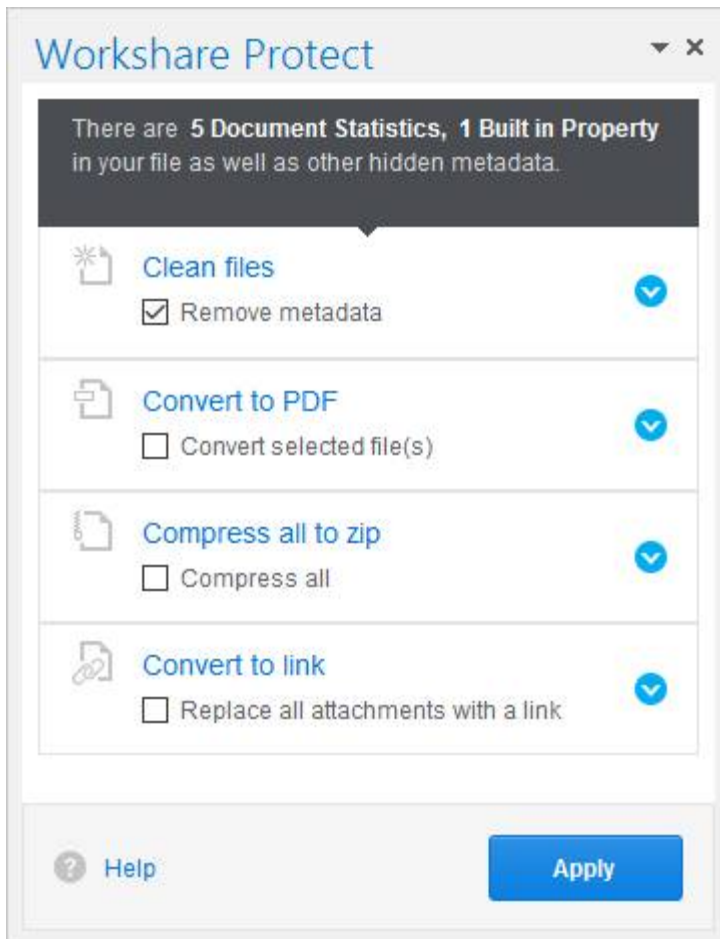 Workshare Protect
There are 5 Document Statistics, 1 Built in Property
in your file as well as other hidden metadata.
Clean files
Remove metadata
Convert to PDF
Convert selected file(s)
Compress all to zip
Compress all
Convert to link
Replace all attachments with a link
? Help
Apply